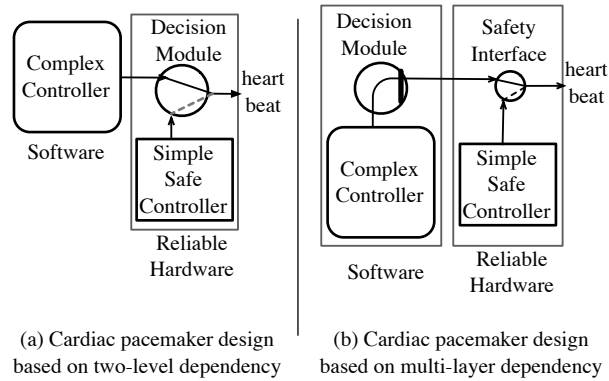 Complex
Controller
Software
Decision
Module
heart
beat
Simple
Safe
Controller
Reliable
Hardware
(a) Cardiac pacemaker design
based on two-level dependency
Decision
Module
Complex
Controller
Software
Safety
Interface
heart
beat
Simple
Safe
Controller
Reliable
Hardware
(b) Cardiac pacemaker design
based on multi-layer dependency